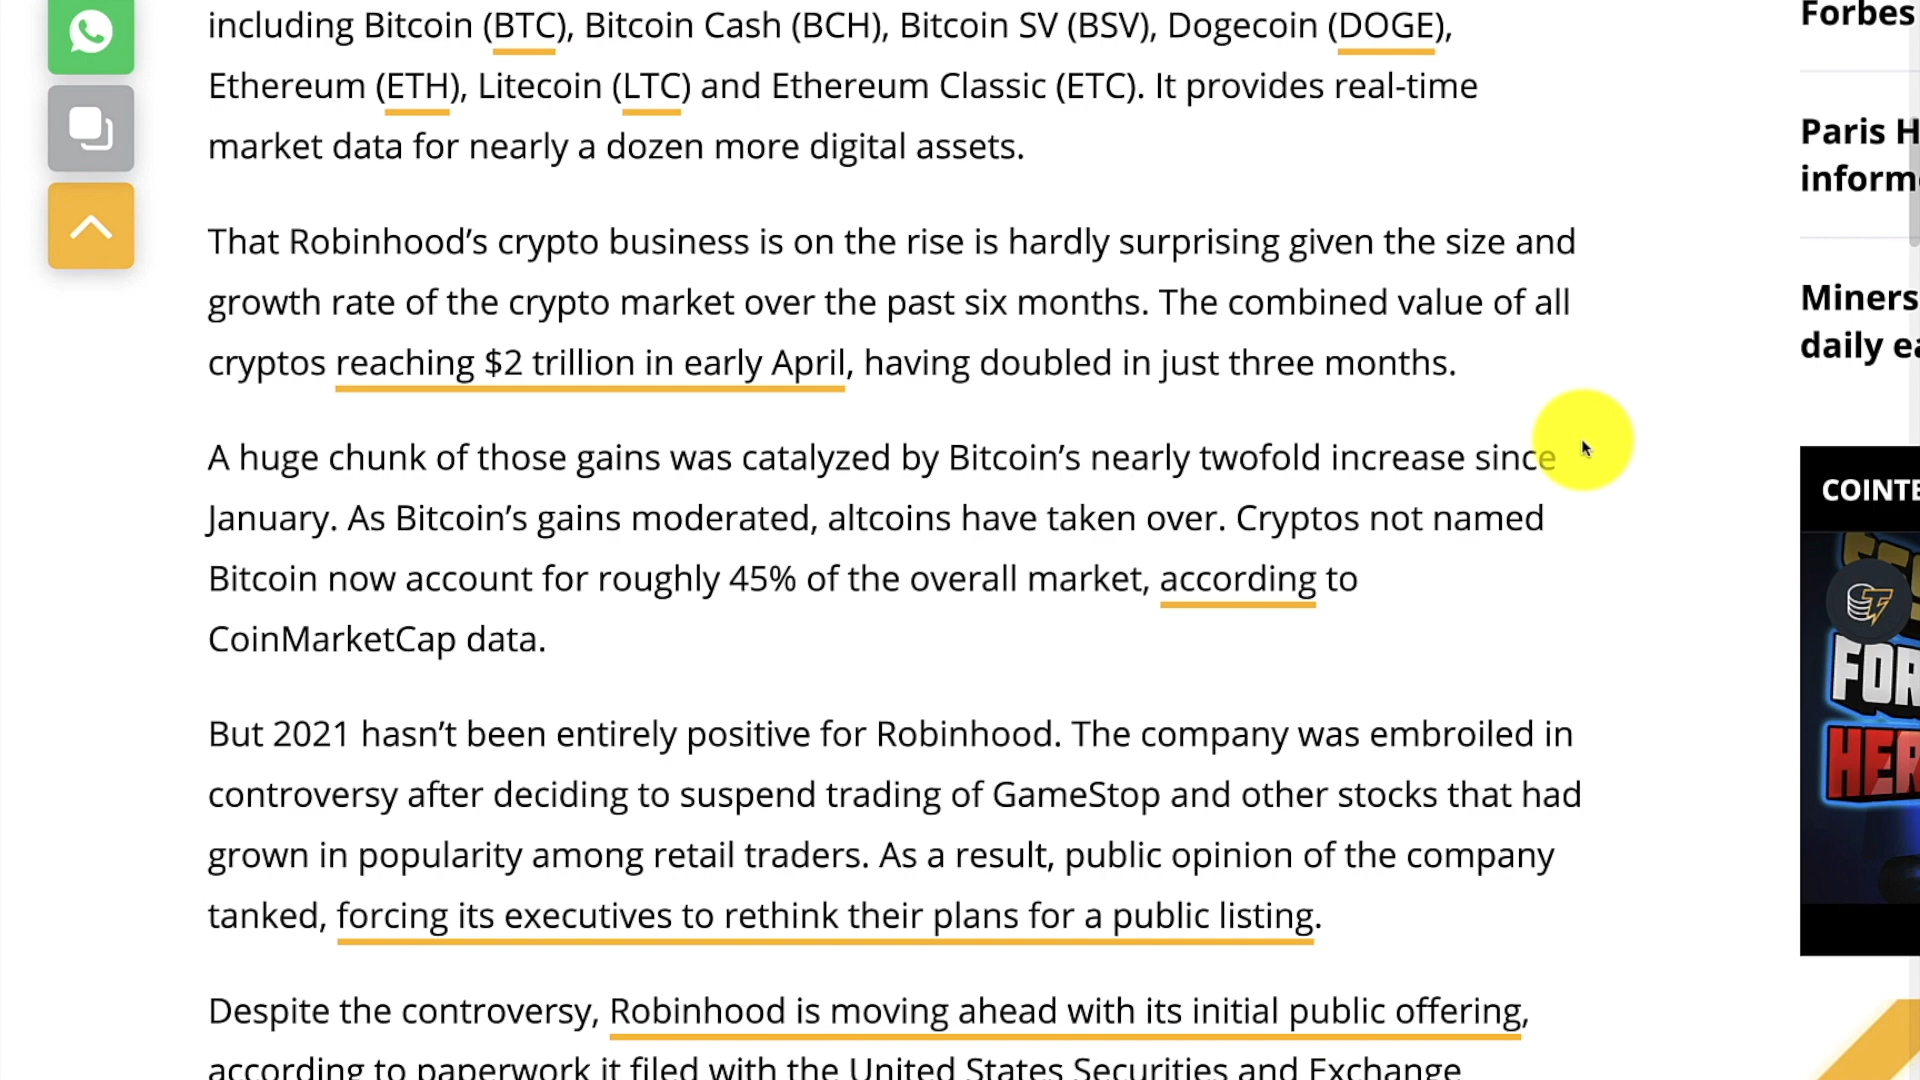 including Bitcoin (BTC), Bitcoin Cash (BCH), Bitcoin SV (BSV), Dogecoin (DOGE),
Ethereum (ETH), Litecoin (LTC) and Ethereum Classic (ETC). It provides real-time
market data for nearly a dozen more digital assets.
That Robinhood’s crypto business is on the rise is hardly surprising given the size and
growth rate of the crypto market over the past six months. The combined value of all
cryptos reaching $2 trillion in early April, having doubled in just three months.
A huge chunk of those gains was catalyzed by Bitcoin’s nearly twofold increase since
January. As Bitcoin’s gains moderated, altcoins have taken over. Cryptos not named
Bitcoin now account for roughly 45% of the overall market, according to
CoinMarketCap data.
But 2021 hasn’t been entirely positive for Robinhood. The company was embroiled in
controversy after deciding to suspend trading of GameStop and other stocks that had
grown in popularity among retail traders. As a result, public opinion of the company
tanked, forcing its executives to rethink their plans for a public listing.
Despite the controversy, Robinhood is moving ahead with its initial public offering,
according to paperwork it filed with the United States Securities and Exchange
Forbes
Paris H
inform
Miners
daily ea
COINTE
FOR
HER